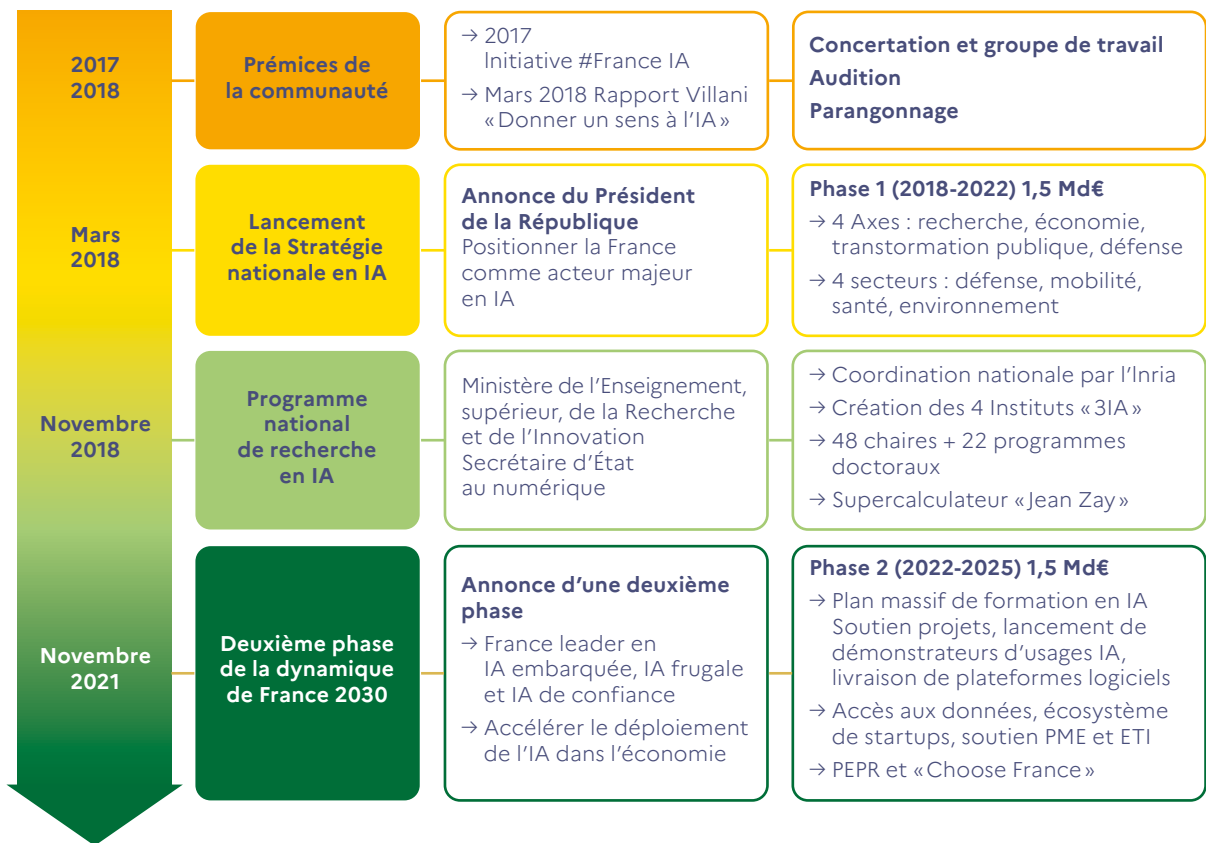 2017
2018
Prémices de
la communauté
→ 2017
Initiative #France IA
→ Mars 2018 Rapport Villani
« Donner un sens à l’IA »
Concertation et groupe de travail
Audition
Parangonnage
Mars
2018
Lancement
de la Stratégie
nationale en IA
Annonce du Président
de la République
Positionner la France
comme acteur majeur
en IA
Phase 1 (2018-2022) 1,5 Md€
→ 4 Axes : recherche, économie,
transtormation publique, défense
→ 4 secteurs : défense, mobilité,
santé, environnement
Novembre
2018
Programme
national
de recherche
en IA
Ministère de l’Enseignement,
supérieur, de la Recherche
et de l’Innovation
Secrétaire d’État
au numérique
→ Coordination nationale par l’Inria
→ Création des 4 Instituts « 3IA »
→ 48 chaires + 22 programmes
doctoraux
→ Supercalculateur « Jean Zay »
Novembre
2021
Deuxième phase
de la dynamique
de France 2030
Annonce d’une deuxième
phase
→ France leader en
IA embarquée, IA frugale
et IA de confiance
→ Accélérer le déploiement
de l’IA dans l’économie
Phase 2 (2022-2025) 1,5 Md€
→ Plan massif de formation en IA
Soutien projets, lancement de
démonstrateurs d’usages IA,
livraison de plateformes logiciels
→ Accès aux données, écosystème
de startups, soutien PME et ETI
→ PEPR et « Choose France »